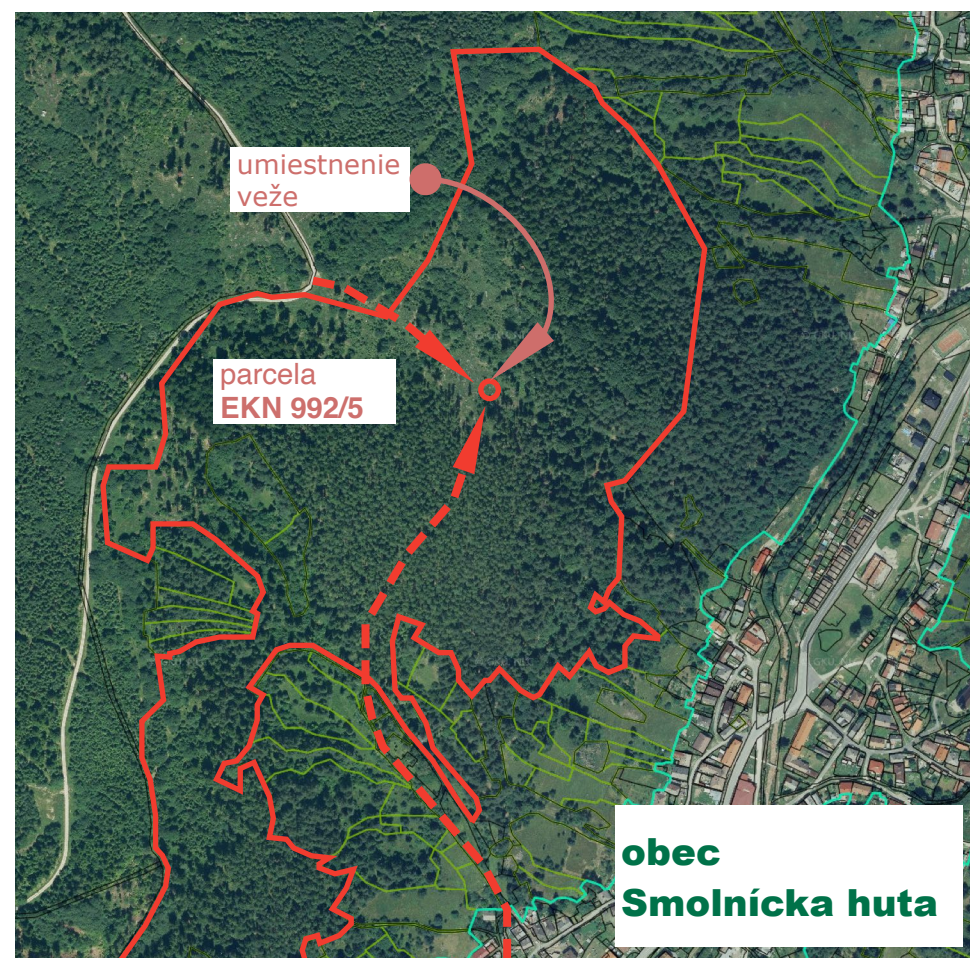 umiestnenie
veže
parcela
EKN 992/5
obec
Smolnícka huta